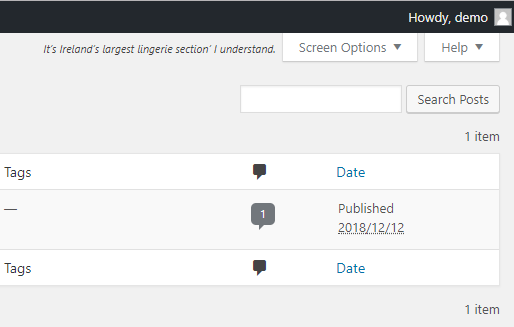 Howdy, demo
It's Ireland's largest lingerie section' I understand.
Screen Options
Help
Search Posts
1 item
Tags Date
— 1 Published
2018/12/12
Tags Date
1 item